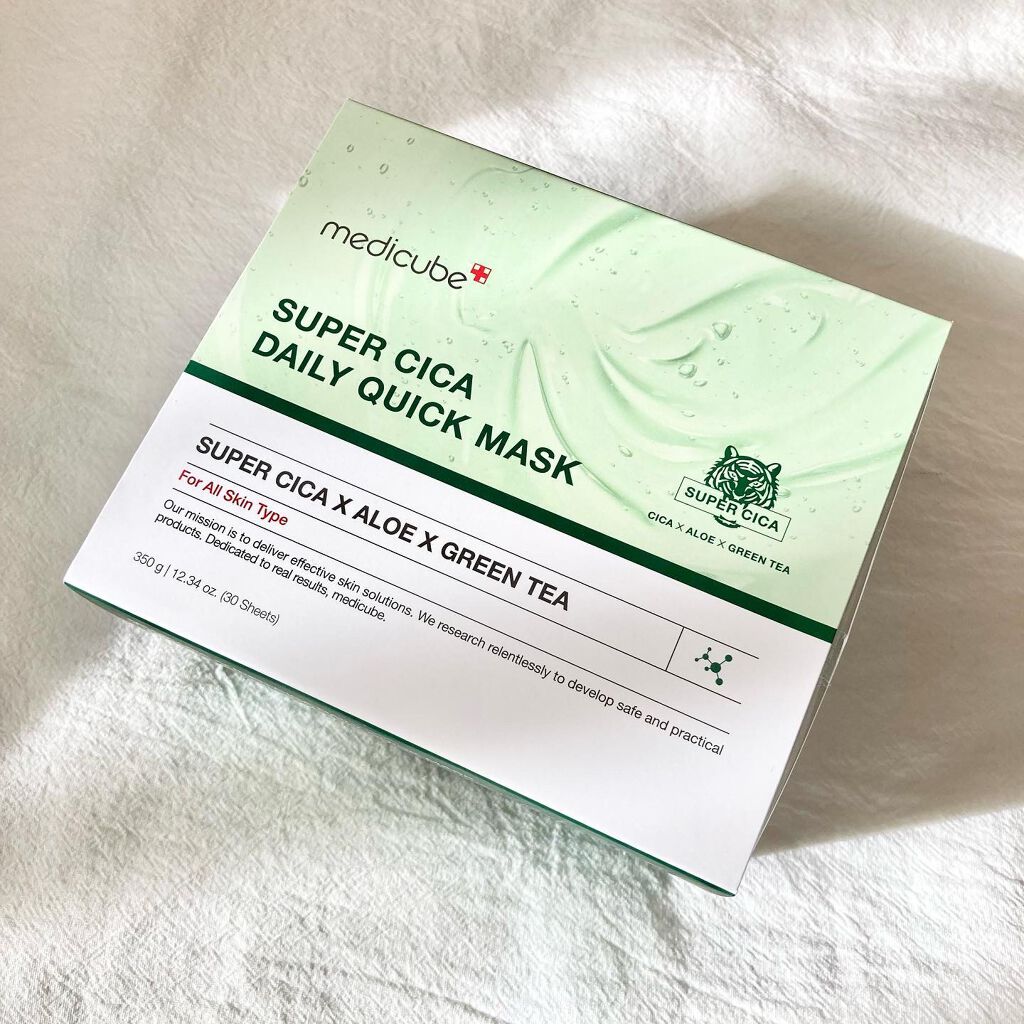 medicube
SUPER CICA
DAILY QUICK MASK
SUPER CICA
CICA X ALOE X GREEN TEA
SUPER CICA X ALOE X GREEN TEA
For All Skin Type
Our mission is to deliver effective skin solutions. We research relentlessly to develop safe and practical
products. Dedicated to real results, medicube.
350 g | 12.34 oz. (30 Sheets)